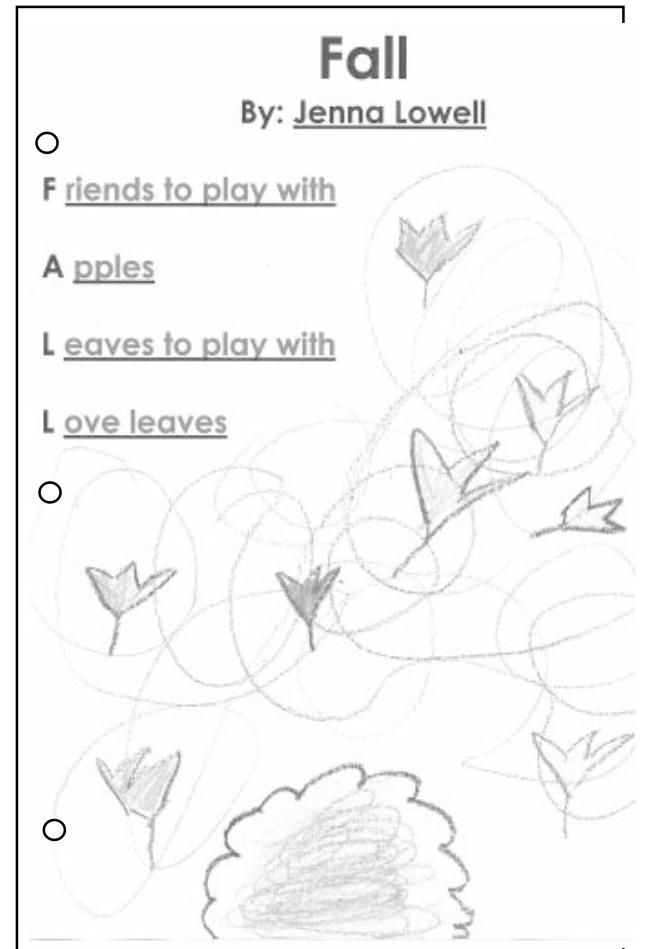 Fall
By: Jenna Lowell
F riends to play with
A pples
L eaves to play with
L ove leaves